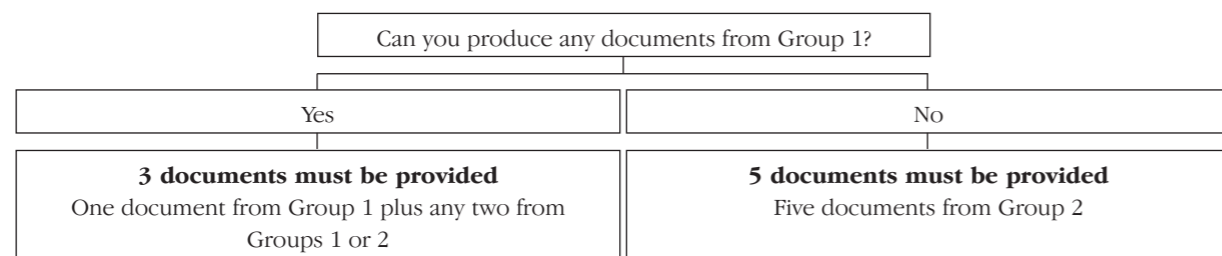 Can you produce any documents from Group 1?
Yes
No
3 documents must be provided
One document from Group 1 plus any two from
Groups 1 or 2
5 documents must be provided
Five documents from Group 2